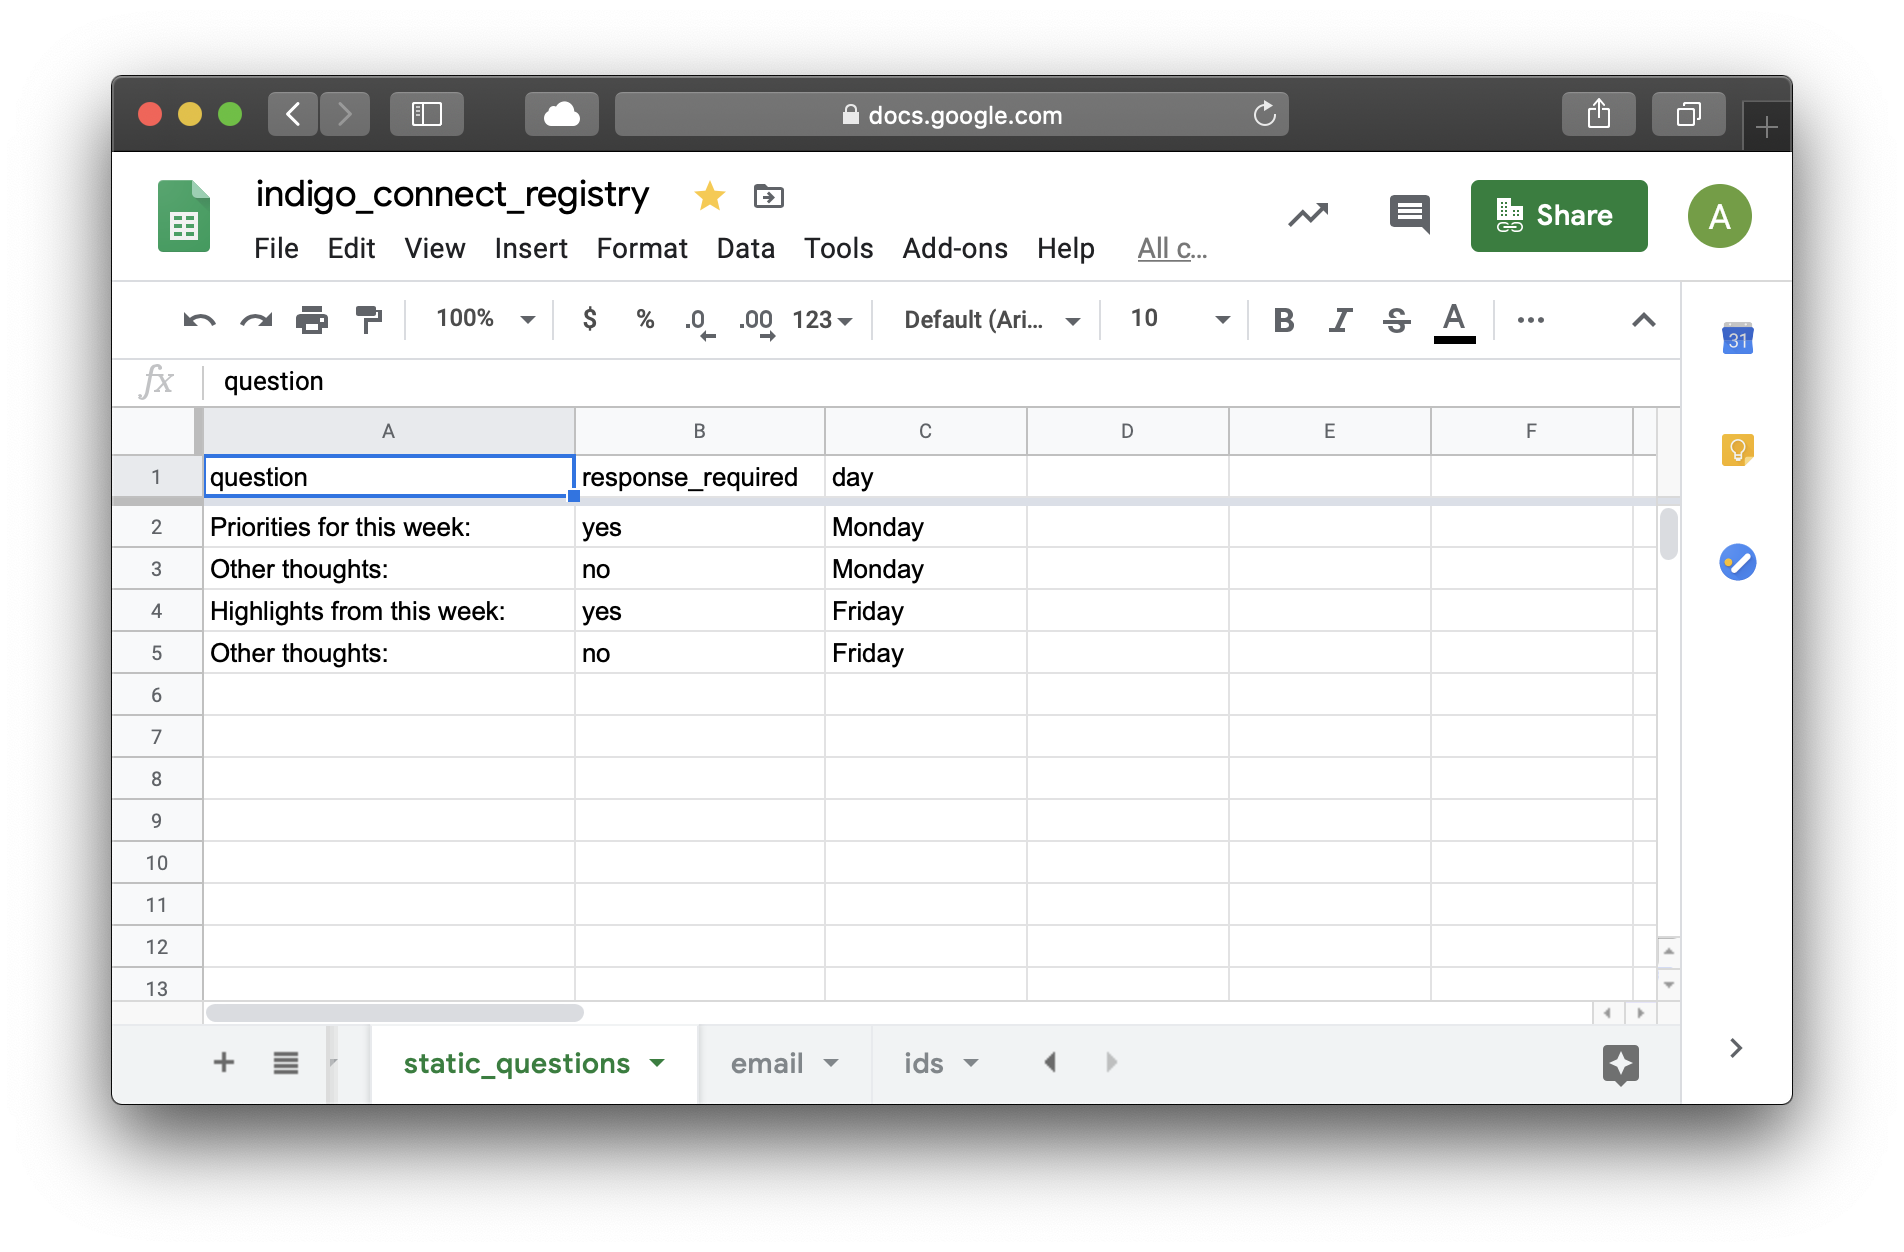 docs.google.com
indigo_connect_registry
File Edit View Insert Format Data Tools Add-ons Help All c...
Share
A
100% $ % .0 .00 123 Default (Ari... 10 B I S A
31
fx question
A B C D E F
1 question response_required day
2 Priorities for this week: yes Monday
3 Other thoughts: no Monday
4 Highlights from this week: yes Friday
5 Other thoughts: no Friday
6
7
8
9
10
11
12
13
static_questions email ids